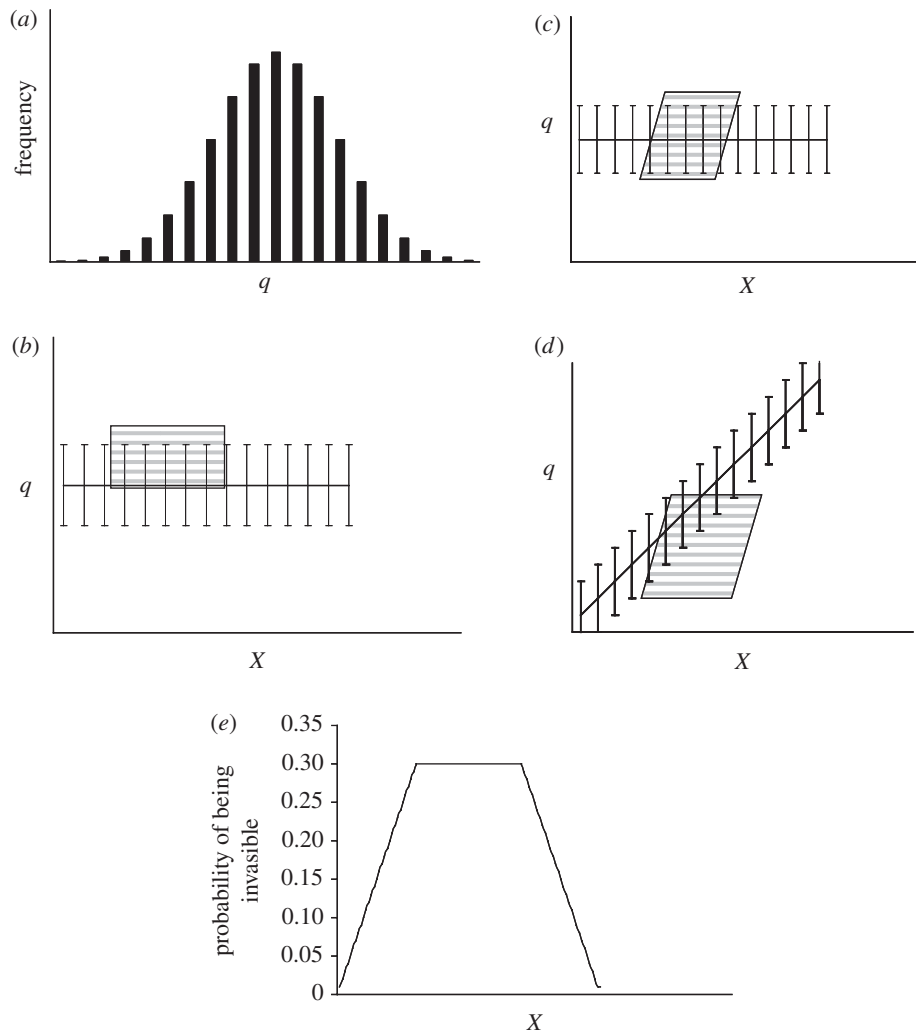 (a)
frequency
q
(c)
q
X
(b)
q
X
(d)
q
X
(e)
probability of being
invasible
0.35
0.30
0.25
0.20
0.15
0.10
0.05
0
X